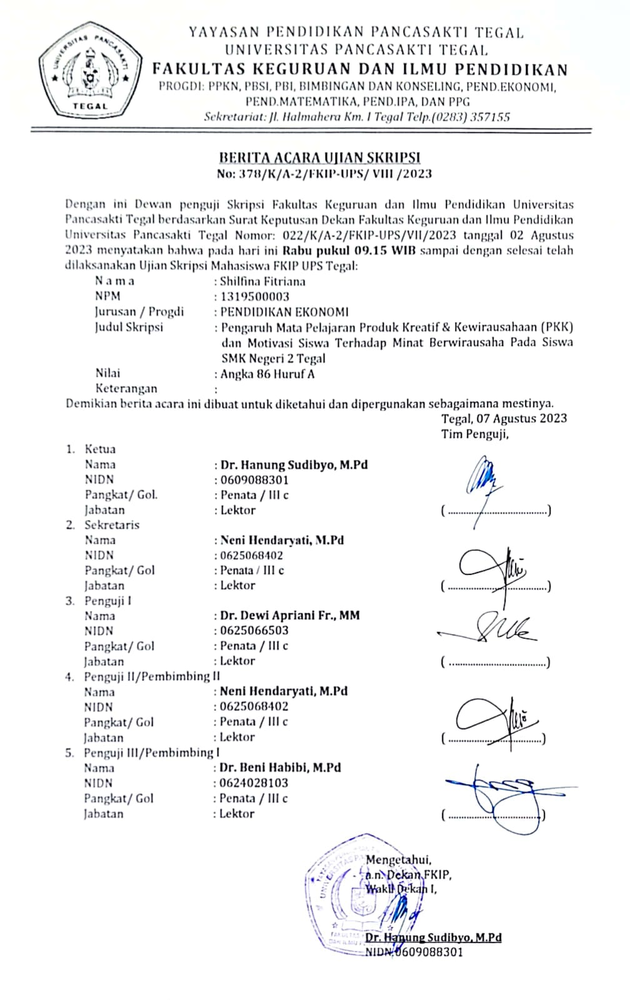 YAYASAN PENDIDIKAN PANCASAKTI TEGAL
UNIVERSITAS PANCASAKTI TEGAL
FAKULTAS KEGURUAN DAN ILMU PENDIDIKAN
PROGDI: PPKN, PBSI, PBI, BIMBINGAN DAN KONSELING, PEND.EKONOMI,
PEND.MATEMATIKA, PEND.IPA, DAN PPG
Sekretariat: Jl. Halmahera Km. 1 Tegal Telp.(0283) 357155
UNIVERSITAS PANCASAKTI
TEGAL
BERITA ACARA UJIAN SKRIPSI
No: 378/K/A-2/FKIP-UPS/ VIII /2023
Dengan ini Dewan penguji Skripsi Fakultas Keguruan dan Ilmu Pendidikan Universitas
Pancasakti Tegal berdasarkan Surat Keputusan Dekan Fakultas Keguruan dan Ilmu Pendidikan
Universitas Pancasakti Tegal Nomor: 022/K/A-2/FKIP-UPS/VII/2023 tanggal 02 Agustus
2023 menyatakan bahwa pada hari ini Rabu pukul 09.15 WIB sampai dengan selesai telah
dilaksanakan Ujian Skripsi Mahasiswa FKIP UPS Tegal:
N a m a : Shilfina Fitriana
NPM : 1319500003
Jurusan / Progdi : PENDIDIKAN EKONOMI
Judul Skripsi : Pengaruh Mata Pelajaran Produk Kreatif & Kewirausahaan (PKK)
dan Motivasi Siswa Terhadap Minat Berwirausaha Pada Siswa
SMK Negeri 2 Tegal
Nilai : Angka 86 Huruf A
Keterangan :
Demikian berita acara ini dibuat untuk diketahui dan dipergunakan sebagaimana mestinya.
Tegal, 07 Agustus 2023
Tim Penguji,
1. Ketua
Nama : Dr. Hanung Sudibyo, M.Pd
NIDN : 0609088301
Pangkat/ Gol. : Penata / III c
Jabatan : Lektor (......................................)
2. Sekretaris
Nama : Neni Hendaryati, M.Pd
NIDN : 0625068402
Pangkat/ Gol : Penata / III c
Jabatan : Lektor (......................................)
3. Penguji I
Nama : Dr. Dewi Apriani Fr., MM
NIDN : 0625066503
Pangkat/ Gol : Penata / III c
Jabatan : Lektor (......................................)
4. Penguji II/Pembimbing II
Nama : Neni Hendaryati, M.Pd
NIDN : 0625068402
Pangkat/ Gol : Penata / III c
Jabatan : Lektor (....................................)
5. Penguji III/Pembimbing I
Nama : Dr. Beni Habibi, M.Pd
NIDN : 0624028103
Pangkat/ Gol : Penata / III c
Jabatan : Lektor (....................................)
Mengetahui,
a.n. Dekan FKIP,
Wakil Dekan I,
Dr. Hanung Sudibyo, M.Pd
NIDN 0609088301